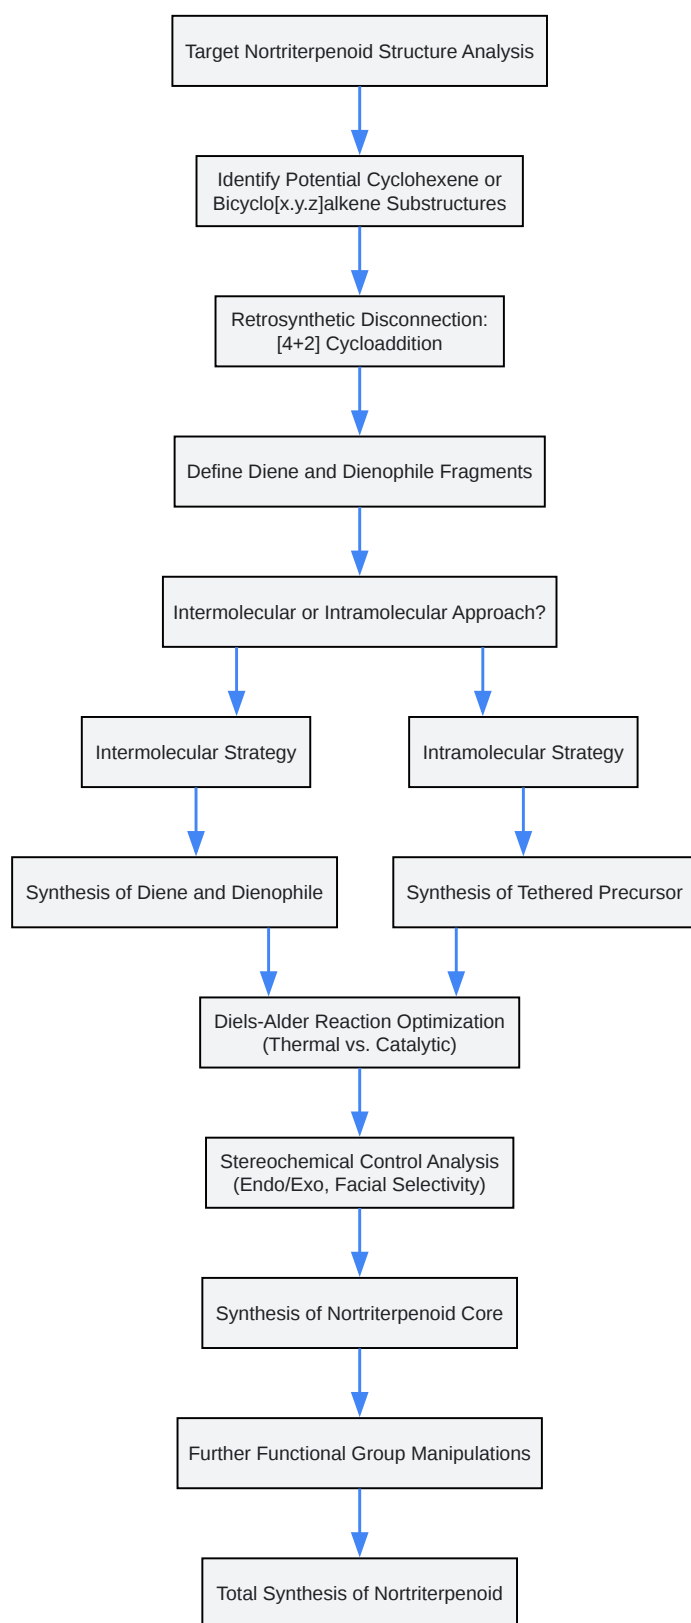 Target Nortriterpenoid Structure Analysis
Identify Potential Cyclohexene or
Bicyclo[x.y.z]alkene Substructures
Retrosynthetic Disconnection:
[4+2] Cycloaddition
Define Diene and Dienophile Fragments
Intermolecular or Intramolecular Approach?
Intermolecular Strategy
Intramolecular Strategy
Synthesis of Diene and Dienophile
Synthesis of Tethered Precursor
Diels-Alder Reaction Optimization
(Thermal vs. Catalytic)
Stereochemical Control Analysis
(Endo/Exo, Facial Selectivity)
Synthesis of Nortriterpenoid Core
Further Functional Group Manipulations
Total Synthesis of Nortriterpenoid